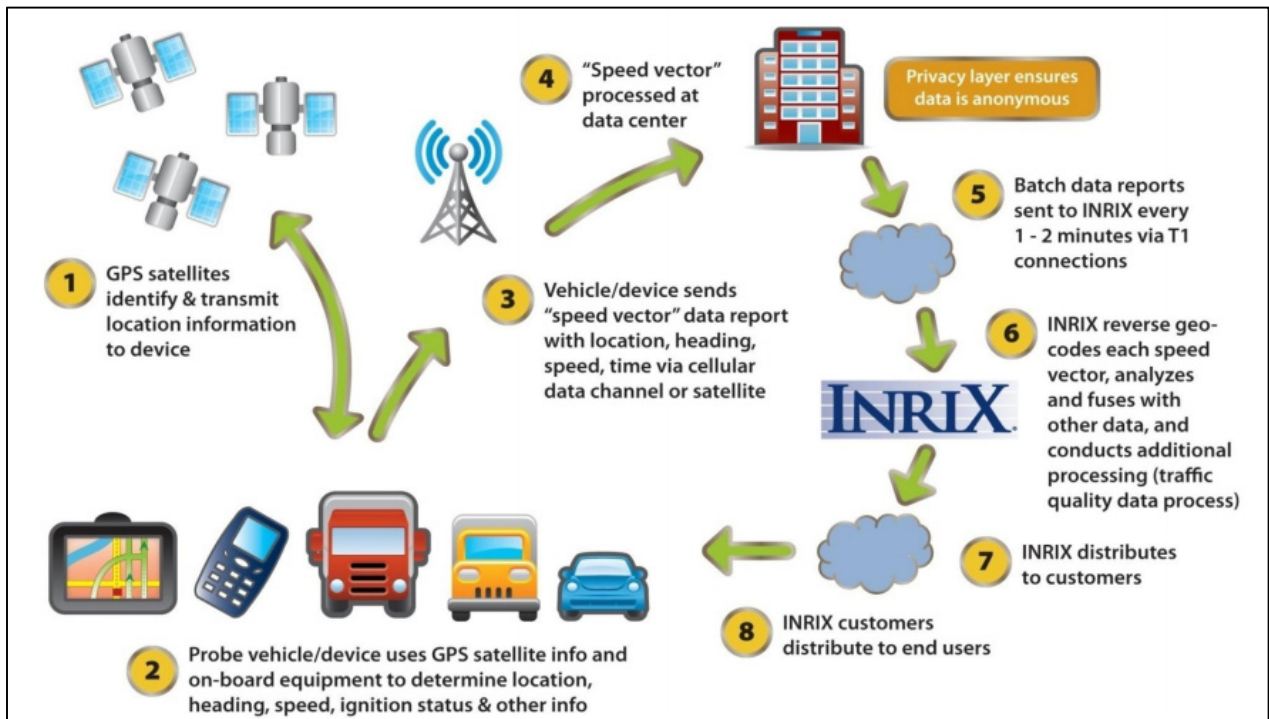 1
GPS satellites
identify & transmit
location information
to device
2
Probe vehicle/device uses GPS satellite info and
on-board equipment to determine location,
heading, speed, ignition status & other info
3
Vehicle/device sends
“speed vector” data report
with location, heading,
speed, time via cellular
data channel or satellite
4
“Speed vector”
processed at
data center
Privacy layer ensures
data is anonymous
5
Batch data reports
sent to INRIX every
1 - 2 minutes via T1
connections
6
INRIX reverse geo-
codes each speed
vector, analyzes
and fuses with
other data, and
conducts additional
processing (traffic
quality data process)
INRIX
7
INRIX distributes
to customers
8
INRIX customers
distribute to end users